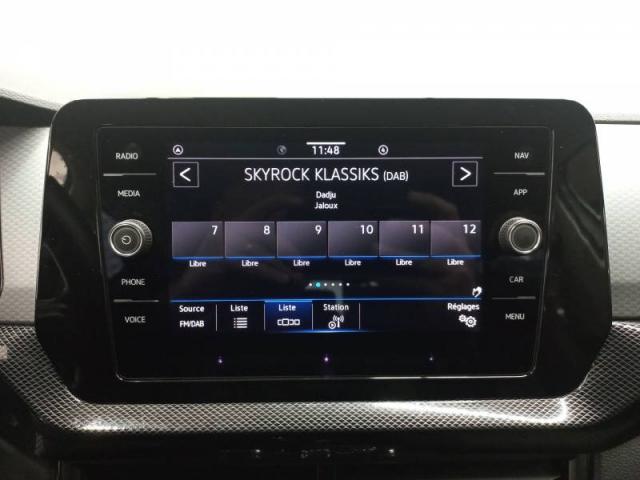 11:48
RADIO
MEDIA
PHONE
VOICE
SKYROCK KLASSIKS (DAB)
Dadju
Jaloux
7 8 9 10 11 12
Libre Libre Libre Libre Libre Libre
Source Liste Liste Station Réglages
FM/DAB
NAV
APP
CAR
MENU